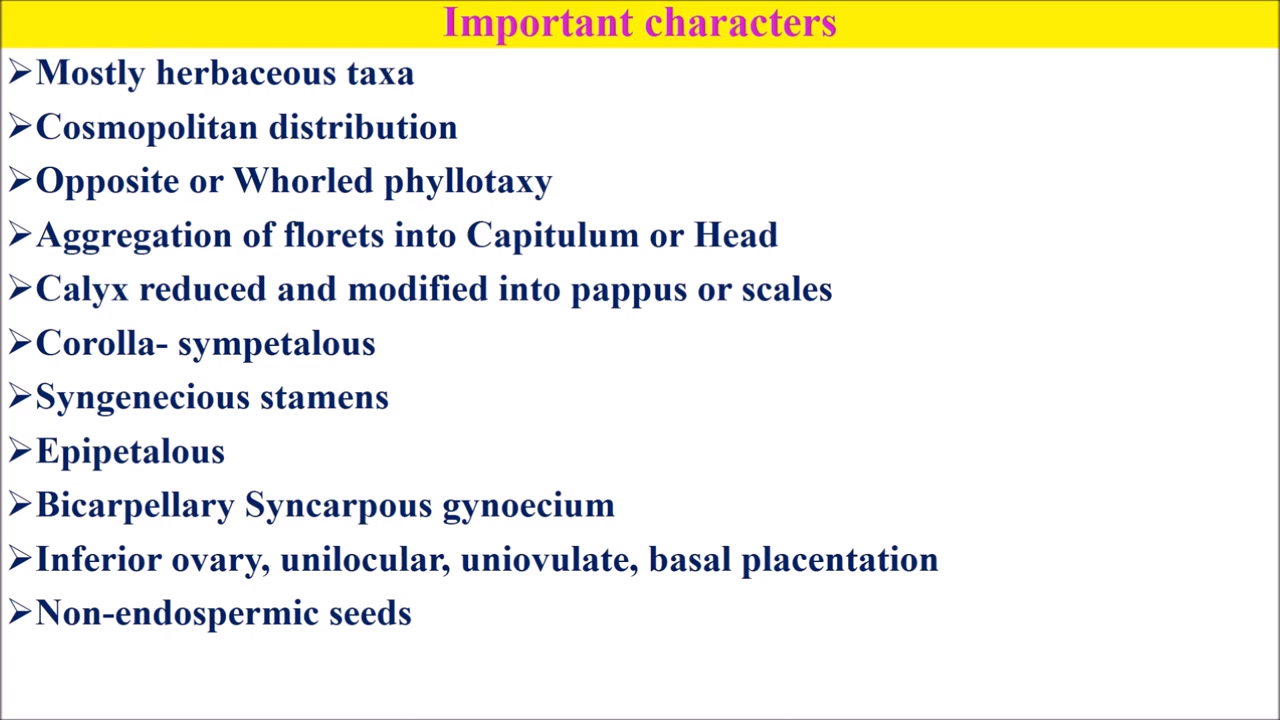 Important characters
➢Mostly herbaceous taxa
➢Cosmopolitan distribution
➢Opposite or Whorled phyllotaxy
➢Aggregation of florets into Capitulum or Head
➢Calyx reduced and modified into pappus or scales
➢Corolla- sympetalous
➢Syngenecious stamens
➢Epipetalous
➢Bicarpellary Syncarpous gynoecium
➢Inferior ovary, unilocular, uniovulate, basal placentation
➢Non-endospermic seeds